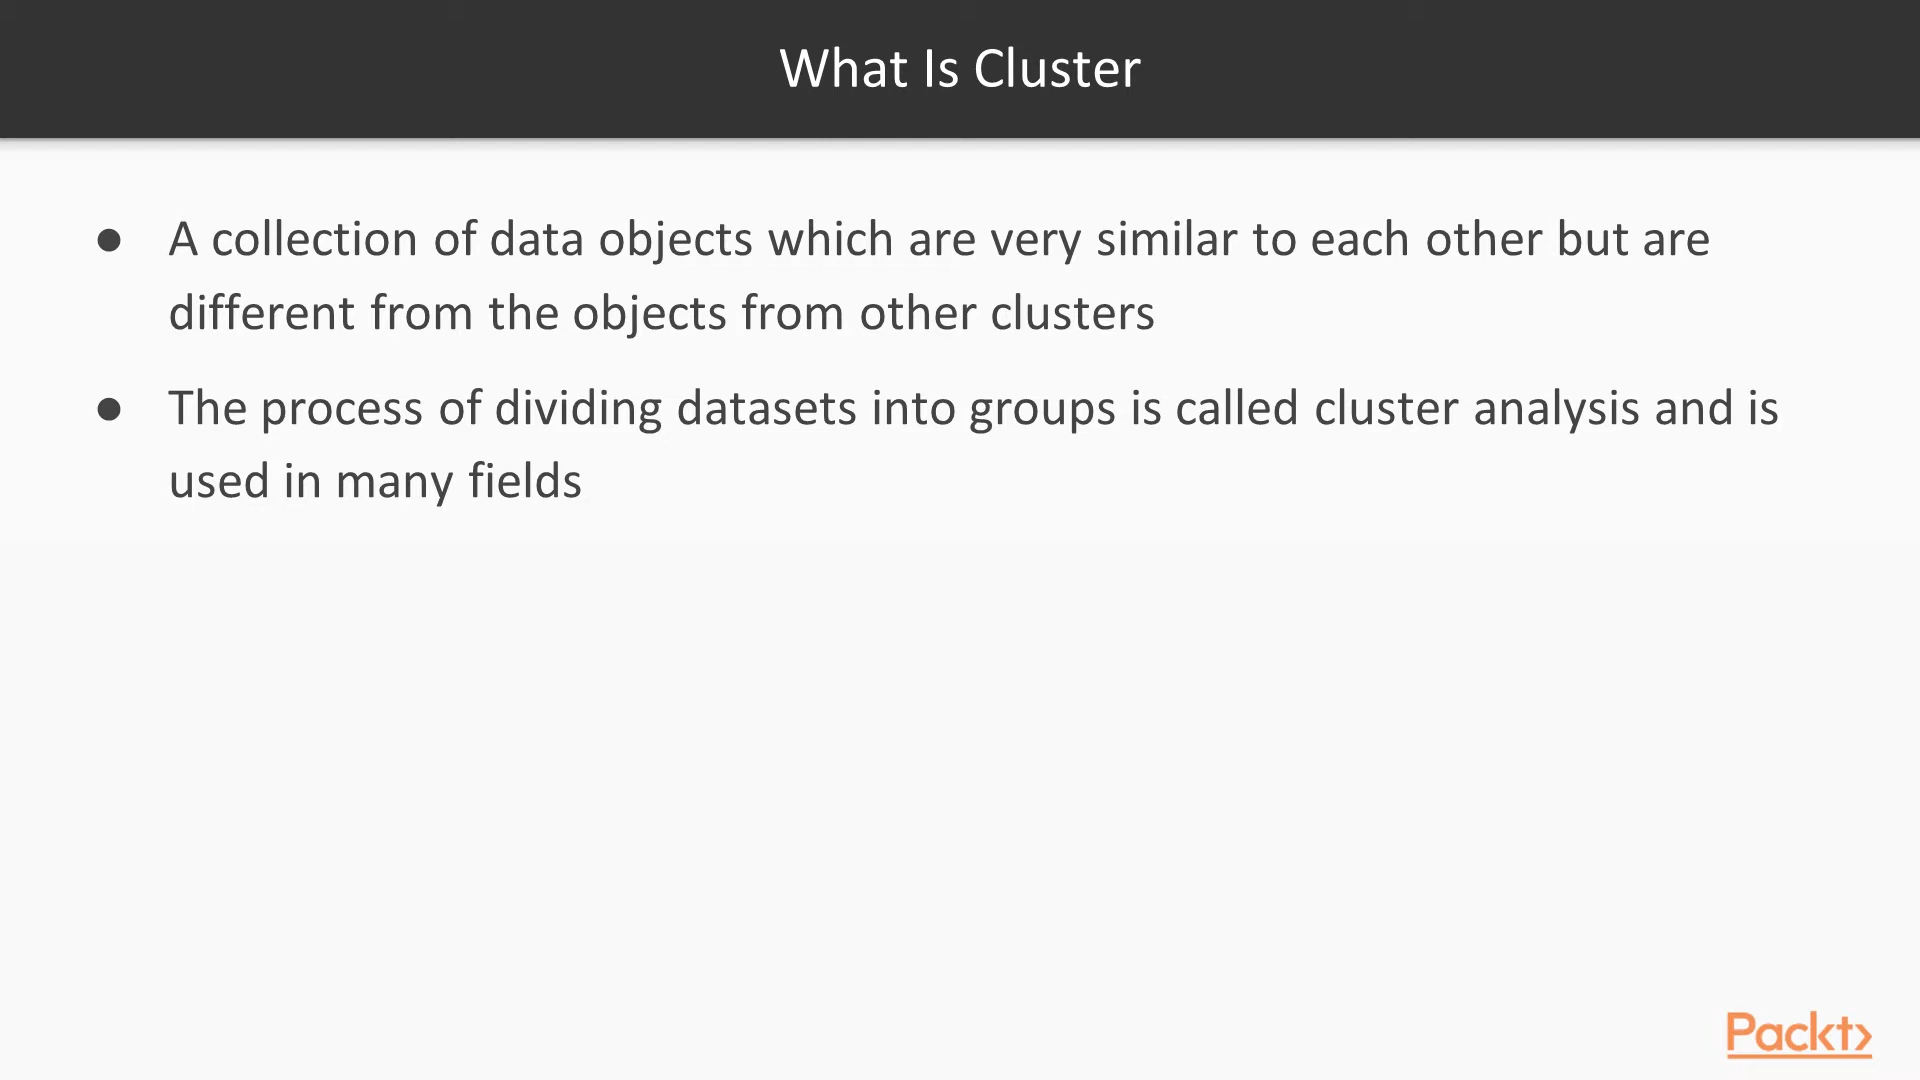 What Is Cluster
● A collection of data objects which are very similar to each other but are
different from the objects from other clusters
● The process of dividing datasets into groups is called cluster analysis and is
used in many fields
Packt>